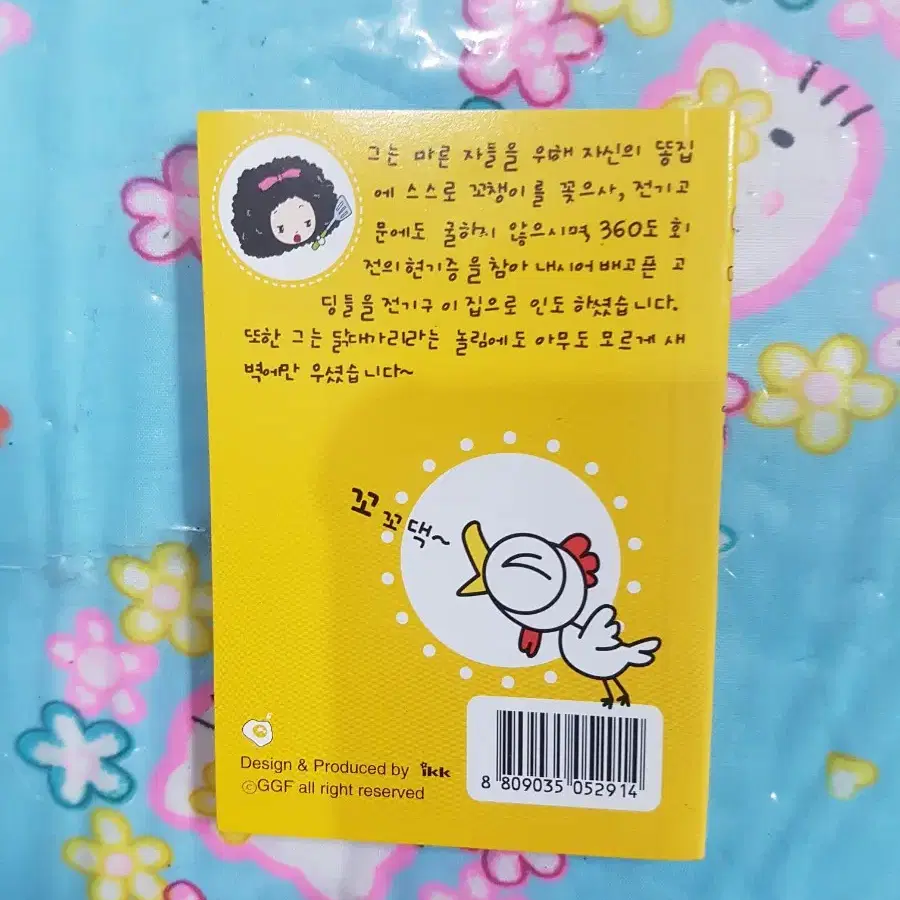 그는 마른 자들을 위해 자신의 똥집
에 스스로 꼬챙이를 꽂으사, 전기고
문에도 굴하지 않으시며 360도 회
전의 현기증을 참아 내시어 배고픈 고
딩들을 전기구이 집으로 인도 하셨습니다.
또한 그는 닭대가리라는 놀림에도 아무도 모르게 새
벽에만 우셨습니다~
꼬꼬댁~
Design & Produced by ikk
©GGF all right reserved
8 809035 052914